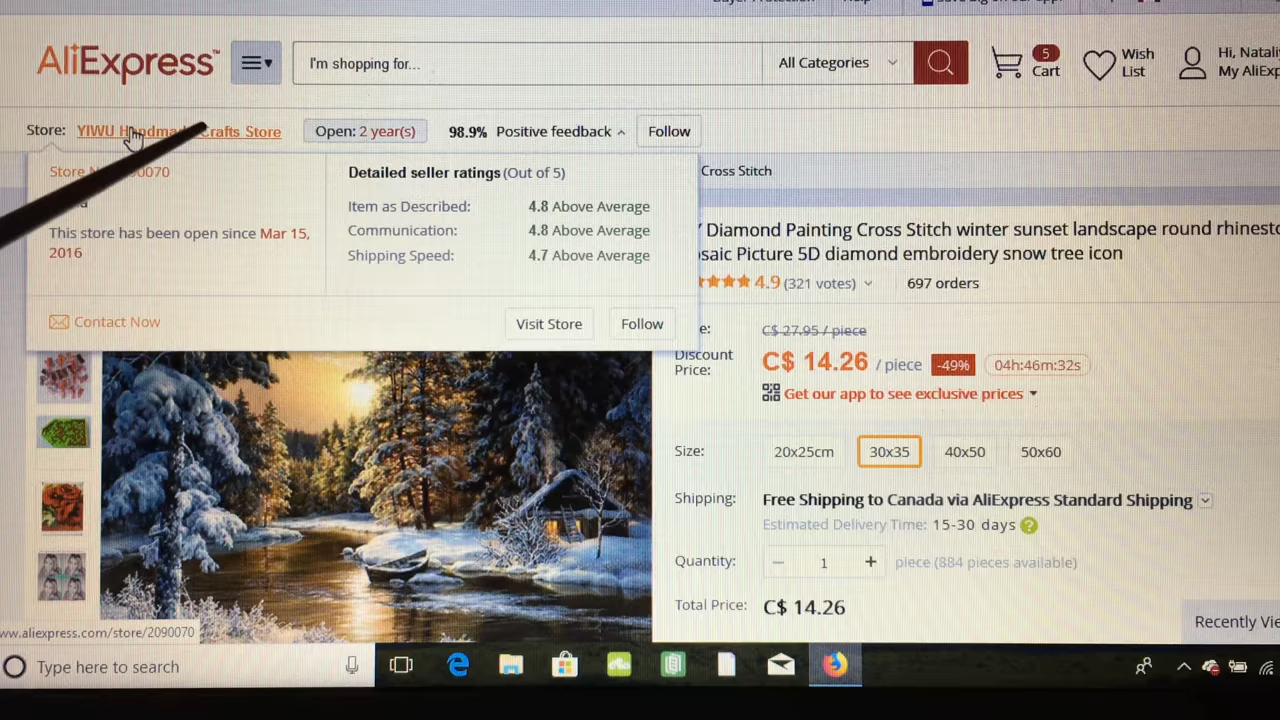 Help
AliExpress™
I'm shopping for...
All Categories
5
Cart
Wish
List
Hi,
My
Store: YIWU Crafts Store
Open: 2 year(s)
98.9% Positive feedback
Follow
Store
This store has been open since Mar 15,
2016
Contact Now
Detailed seller ratings (Out of 5)
Item as Described: 4.8 Above Average
Communication: 4.8 Above Average
Shipping Speed: 4.7 Above Average
Visit Store
Follow
Cross Stitch
Diamond Painting Cross Stitch winter sunset landscape round
Picture 5D diamond embroidery snow tree icon
4.9 (321 votes) 697 orders
C$ 27.95 / piece
Discount
Price:
C$ 14.26 / piece -49% 04h:46m:32s
Get our app to see exclusive prices
Size: 20x25cm 30x35 40x50 50x60
Shipping: Free Shipping to Canada via AliExpress Standard Shipping
Estimated Delivery Time: 15-30 days ?
Quantity: − 1 + piece (884 pieces available)
Total Price: C$ 14.26
Recently
ww.aliexpress.com/store/2090070
Type here to search